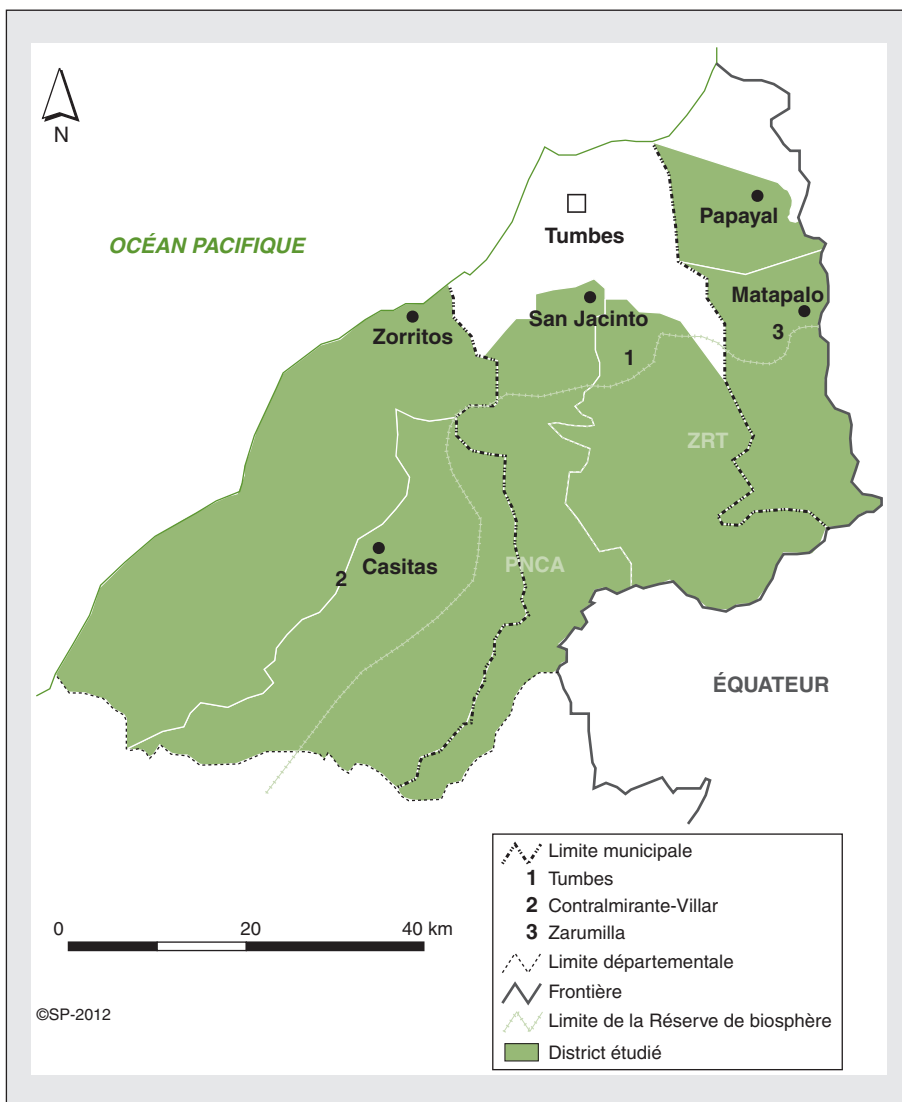 N
OCÉAN PACIFIQUE
Tumbes
Papayal
Zorritos
San Jacinto
Matapalo
3
1
ZRT
2
Casitas
PNCA
ÉQUATEUR
Limite municipale
1 Tumbes
2 Contralmirante-Villar
3 Zarumilla
Limite départementale
Frontière
Limite de la Réserve de biosphère
District étudié
0 20 40 km
©SP-2012